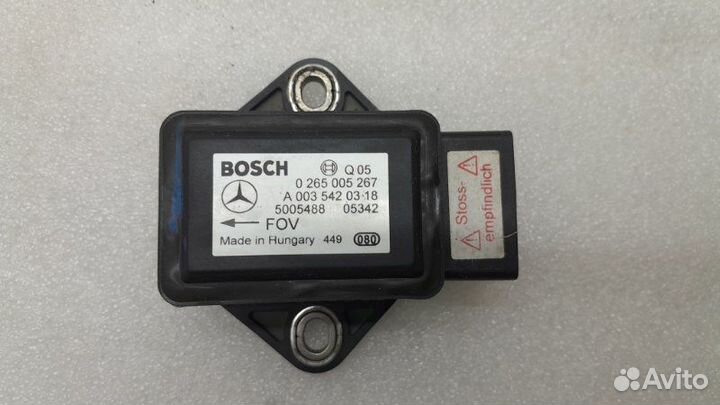 BOSCH Q 05
0 265 005 267
A 003 542 03·18
5005488 05342
← FOV
Made in Hungary 449 080
Stoss-
empfindlich
Avito